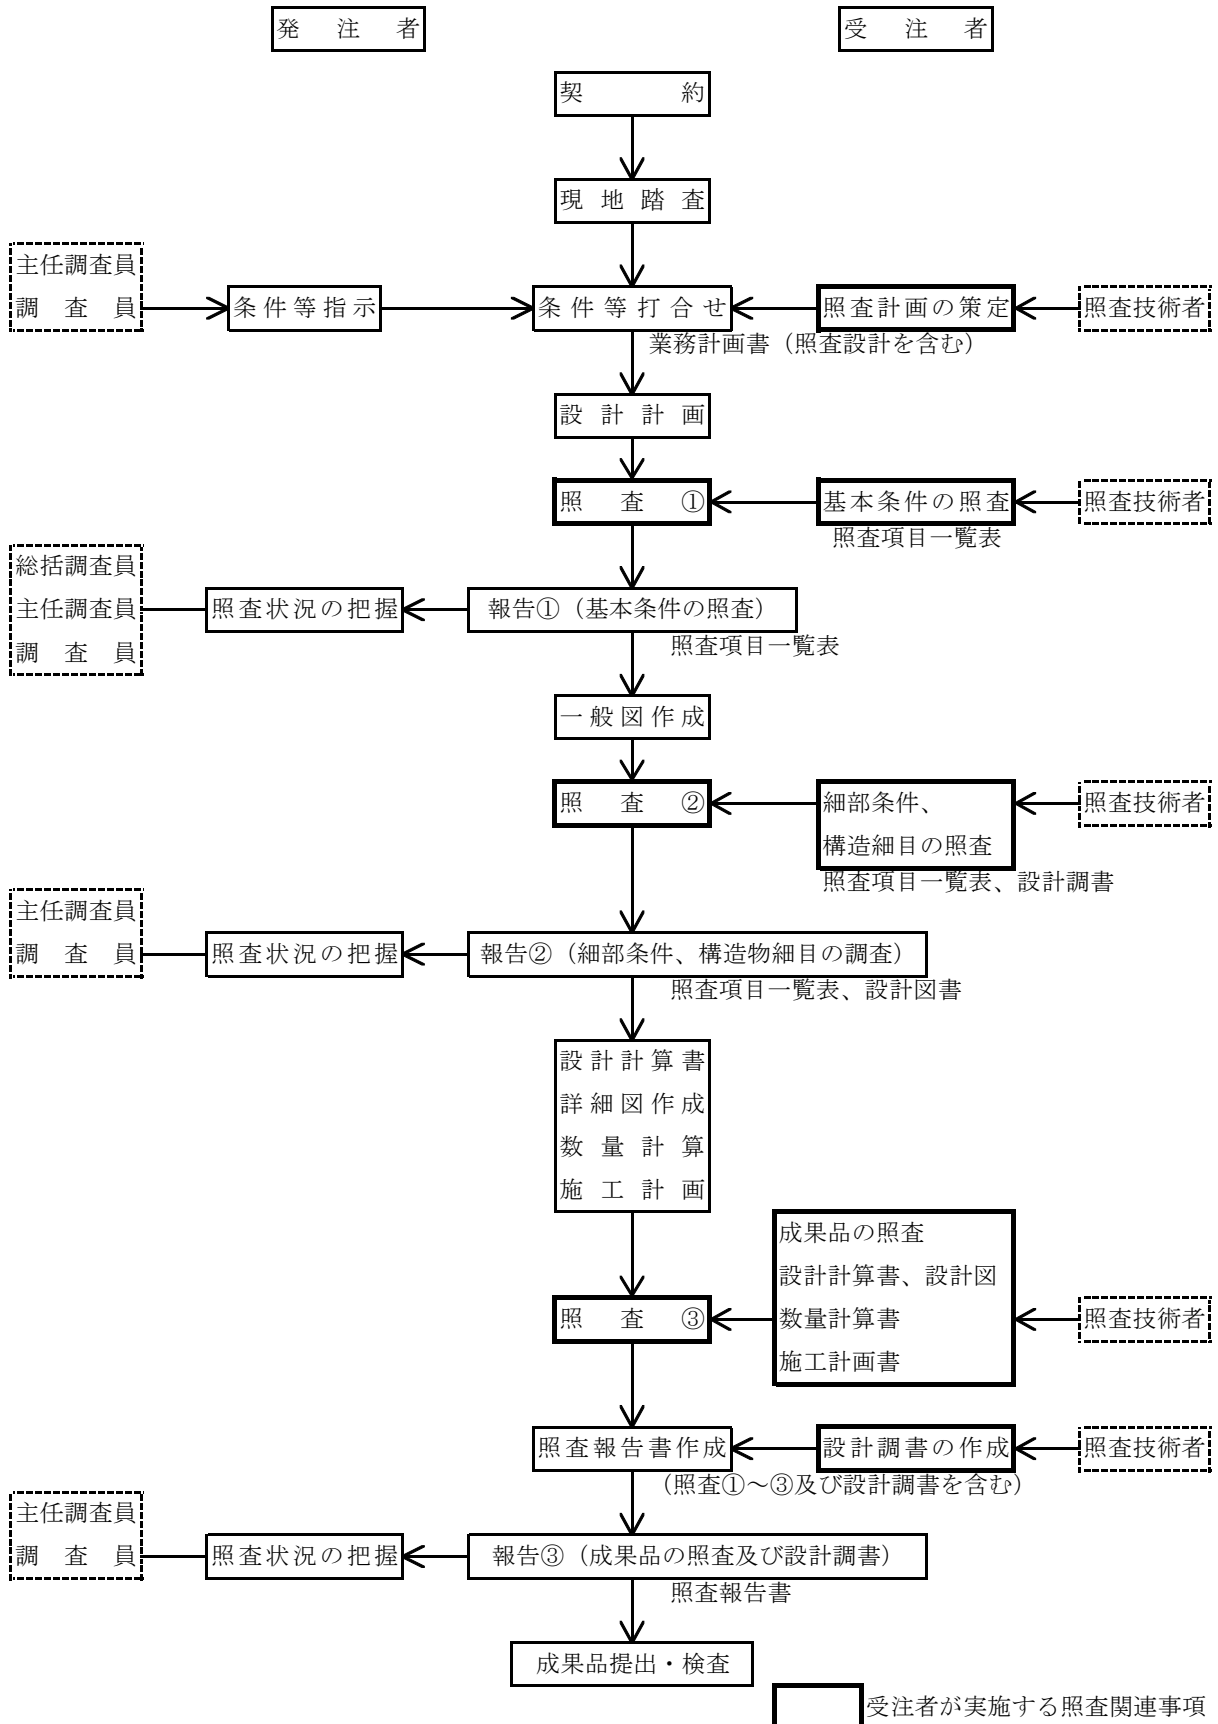 発注者
受注者
契約
現地踏査
主任調査員
調査員
条件等指示
条件等打合せ
照査計画の策定
照査技術者
業務計画書（照査設計を含む）
設計計画
照査①
基本条件の照査
照査技術者
照査項目一覧表
総括調査員
主任調査員
調査員
照査状況の把握
報告①（基本条件の照査）
照査項目一覧表
一般図作成
照査②
細部条件、
構造細目の照査
照査技術者
照査項目一覧表、設計調書
主任調査員
調査員
照査状況の把握
報告②（細部条件、構造物細目の調査）
照査項目一覧表、設計図書
設計計算書
詳細図作成
数量計算
施工計画
成果品の照査
設計計算書、設計図
数量計算書
施工計画書
照査③
照査技術者
照査報告書作成
設計調書の作成
照査技術者
（照査①～③及び設計調書を含む）
主任調査員
調査員
照査状況の把握
報告③（成果品の照査及び設計調書）
照査報告書
成果品提出・検査
受注者が実施する照査関連事項